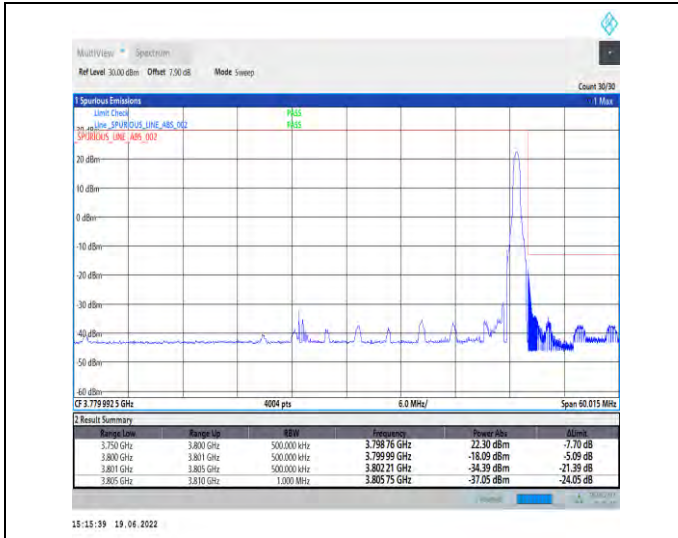 MultiView Spectrum
Ref Level 30.00 dBm Offset 7.90 dB Mode Sweep
Count 30/30
1 Spurious Emissions 1 Max
Limit Check PASS
Line _SPURIOUS_LINE_ABS_002 PASS
_SPURIOUS_LINE_ABS_002
20 dBm
10 dBm
0 dBm
-10 dBm
-20 dBm
-30 dBm
-40 dBm
-50 dBm
-60 dBm
CF 3.779 992 5 GHz 4004 pts 6.0 MHz/ Span 60.015 MHz
2 Result Summary
Range Low Range Up RBW Frequency Power Abs ΔLimit
3.750 GHz 3.800 GHz 500.000 kHz 3.798 76 GHz 22.30 dBm -7.70 dB
3.800 GHz 3.801 GHz 500.000 kHz 3.799 99 GHz -18.09 dBm -5.09 dB
3.801 GHz 3.805 GHz 500.000 kHz 3.802 21 GHz -34.39 dBm -21.39 dB
3.805 GHz 3.810 GHz 1.000 MHz 3.805 75 GHz -37.05 dBm -24.05 dB
15:15:39 19.06.2022